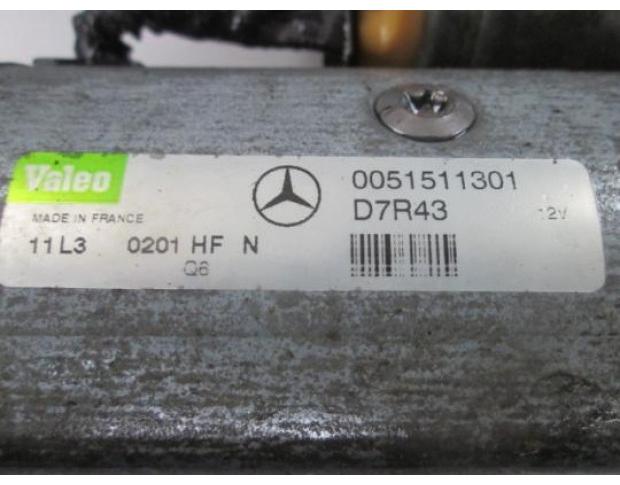 Valeo
MADE IN FRANCE
11L3 0201 HF N
Q6
0051511301
D7R43
12V